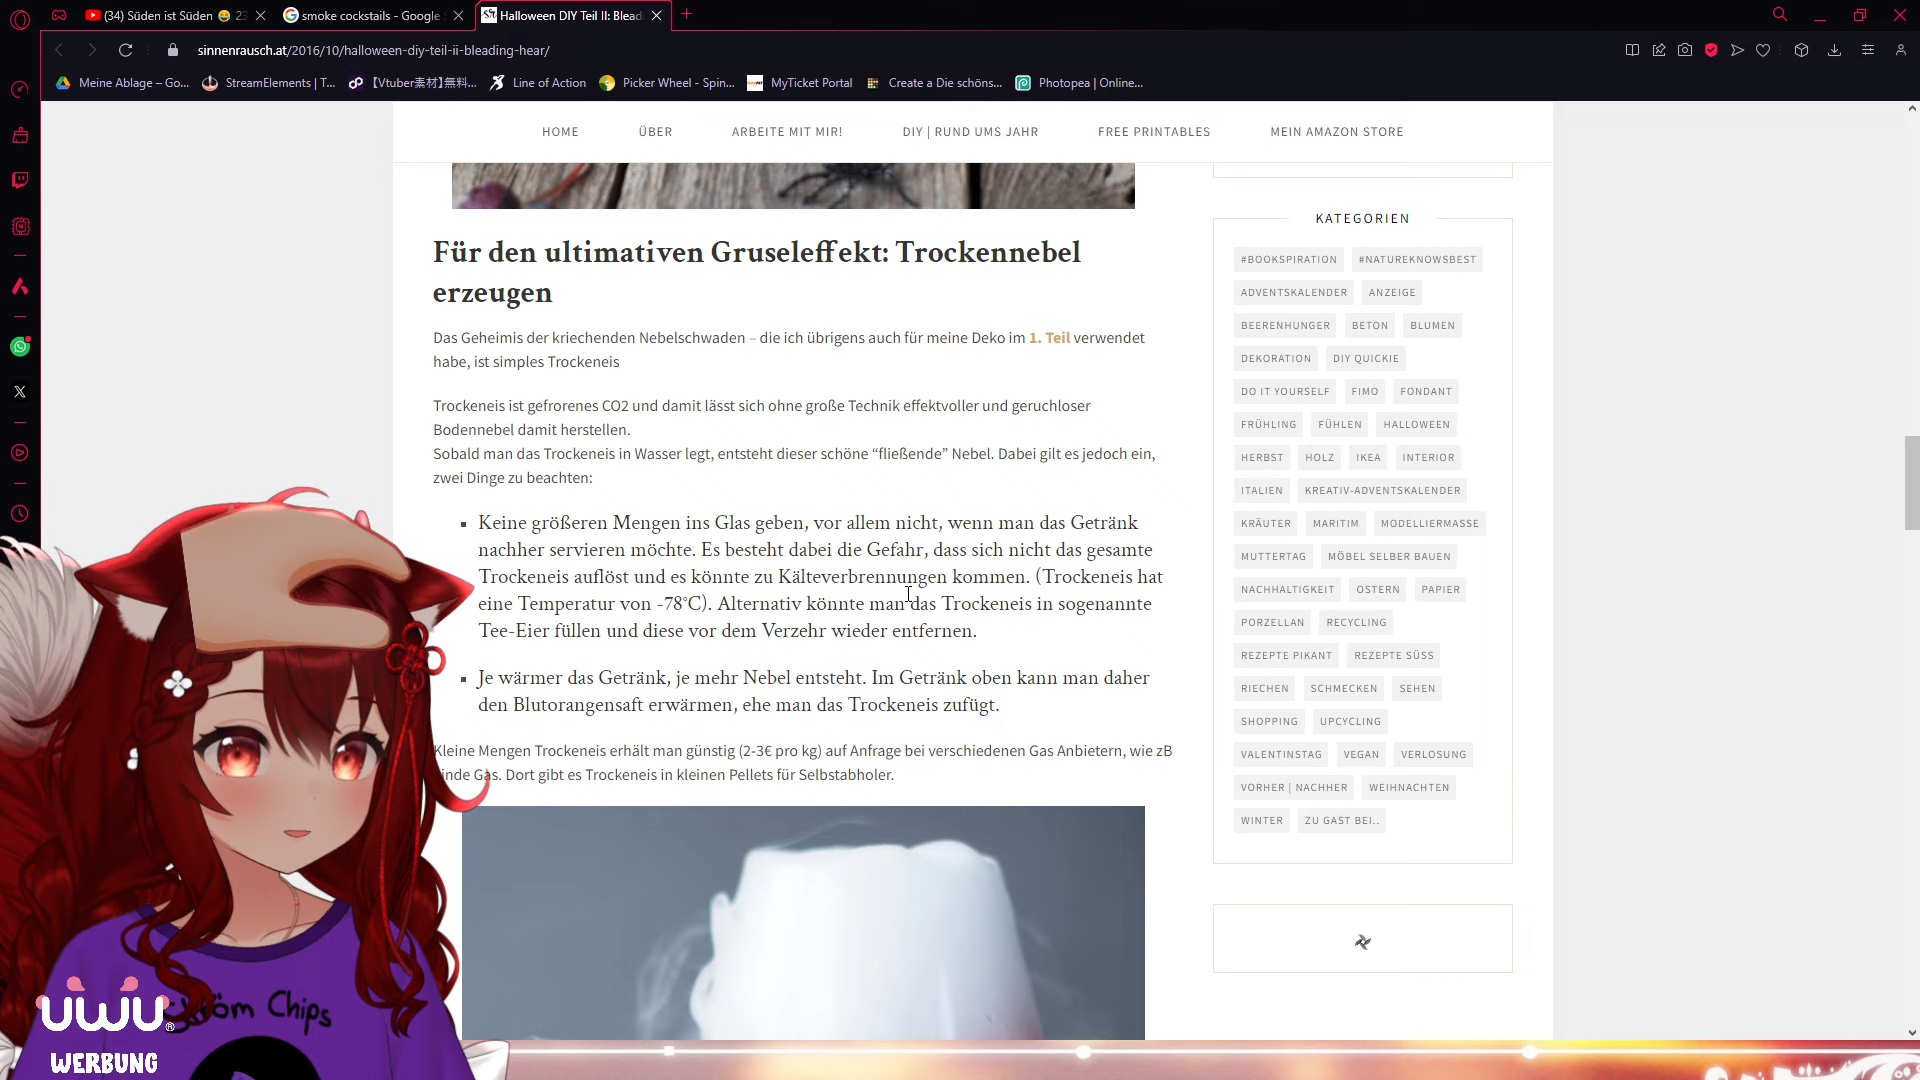 (34) Süden ist Süden 😅 23
smoke cockstails - Google
Halloween DIY Teil II: Blead
sinnenrausch.at/2016/10/halloween-diy-teil-ii-bleading-hear/
Meine Ablage – Go...
StreamElements | T...
【Vtuber素材】無料...
Line of Action
Picker Wheel - Spin...
MyTicket Portal
Create a Die schöns...
Photopea | Online...
HOME
ÜBER
ARBEITE MIT MIR!
DIY | RUND UMS JAHR
FREE PRINTABLES
MEIN AMAZON STORE
Für den ultimativen Gruseleffekt: Trockennebel
erzeugen
Das Geheimis der kriechenden Nebelschwaden – die ich übrigens auch für meine Deko im 1. Teil verwendet
habe, ist simples Trockeneis
Trockeneis ist gefrorenes CO2 und damit lässt sich ohne große Technik effektvoller und geruchloser
Bodennebel damit herstellen.
Sobald man das Trockeneis in Wasser legt, entsteht dieser schöne “fließende” Nebel. Dabei gilt es jedoch ein,
zwei Dinge zu beachten:
Keine größeren Mengen ins Glas geben, vor allem nicht, wenn man das Getränk
nachher servieren möchte. Es besteht dabei die Gefahr, dass sich nicht das gesamte
Trockeneis auflöst und es könnte zu Kälteverbrennungen kommen. (Trockeneis hat
eine Temperatur von -78°C). Alternativ könnte man das Trockeneis in sogenannte
Tee-Eier füllen und diese vor dem Verzehr wieder entfernen.
Je wärmer das Getränk, je mehr Nebel entsteht. Im Getränk oben kann man daher
den Blutorangensaft erwärmen, ehe man das Trockeneis zufügt.
Kleine Mengen Trockeneis erhält man günstig (2-3€ pro kg) auf Anfrage bei verschiedenen Gas Anbietern, wie zB
inde Gas. Dort gibt es Trockeneis in kleinen Pellets für Selbstabholer.
KATEGORIEN
#BOOKSPIRATION #NATUREKNOWSBEST
ADVENTSKALENDER ANZEIGE
BEERENHUNGER BETON BLUMEN
DEKORATION DIY QUICKIE
DO IT YOURSELF FIMO FONDANT
FRÜHLING FÜHLEN HALLOWEEN
HERBST HOLZ IKEA INTERIOR
ITALIEN KREATIV-ADVENTSKALENDER
KRÄUTER MARITIM MODELLIERMASSE
MUTTERTAG MÖBEL SELBER BAUEN
NACHHALTIGKEIT OSTERN PAPIER
PORZELLAN RECYCLING
REZEPTE PIKANT REZEPTE SÜSS
RIECHEN SCHMECKEN SEHEN
SHOPPING UPCYCLING
VALENTINSTAG VEGAN VERLOSUNG
VORHER | NACHHER WEIHNACHTEN
WINTER ZU GAST BEI..
Chips
UWU®
WERBUNG